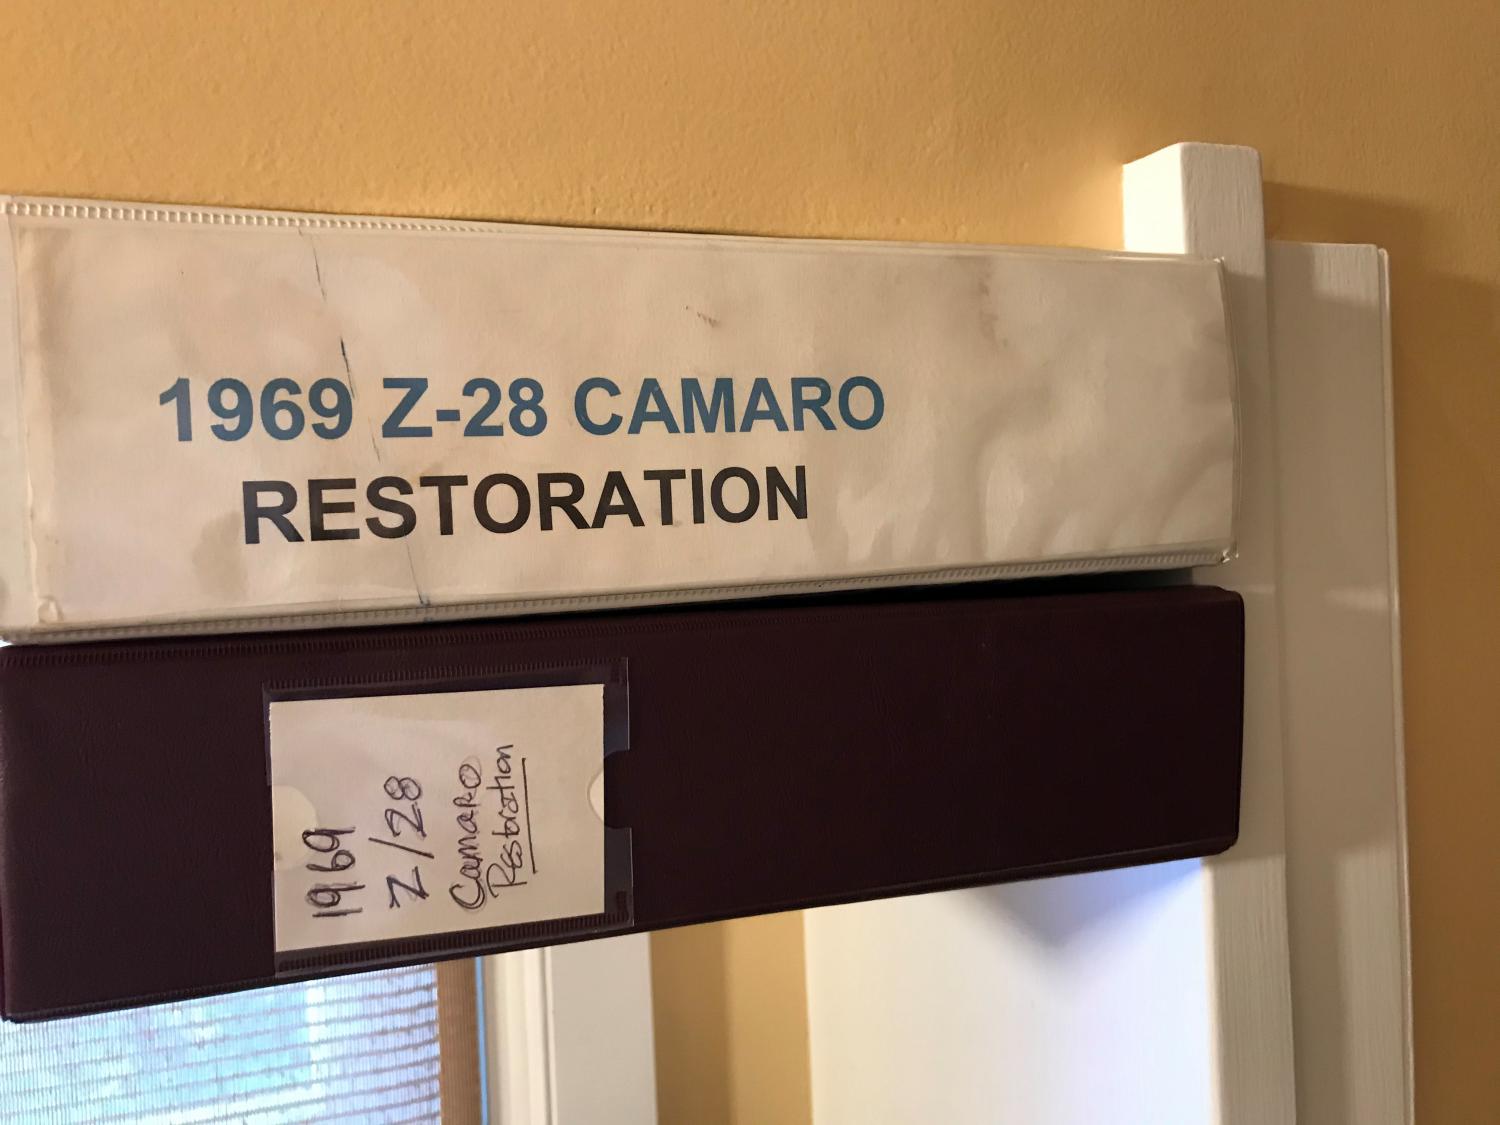 1969 Z-28 CAMARO
RESTORATION
1969
Z/28
Camaro
Restoration